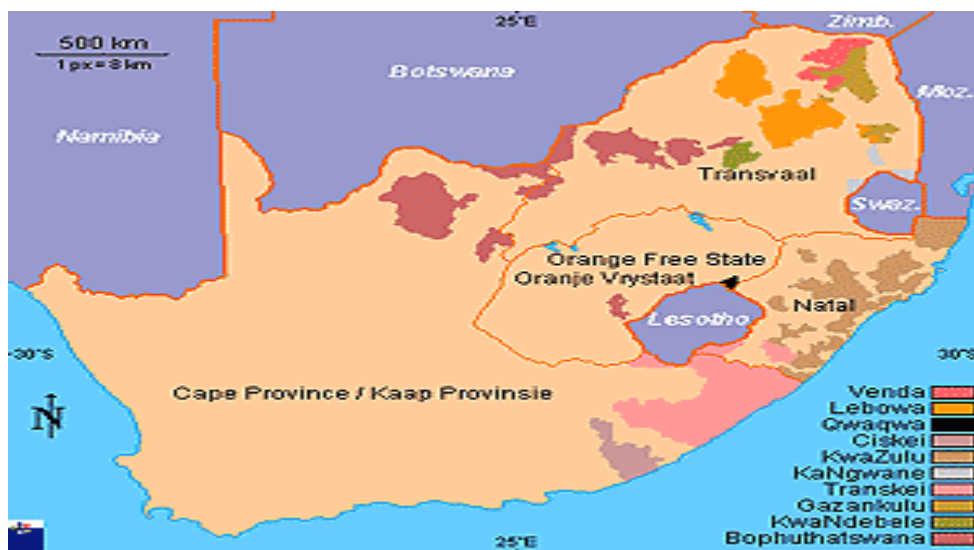 25°E
Zimb.
500 km
1 px = 8 km
Botswana
Moz.
Namibia
Transvaal
Swaz.
Orange Free State
Oranje Vrystaat
Natal
Lesotho
30°S
30°S
Cape Province / Kaap Provinsie
N
Venda
Lebowa
Qwaqwa
Ciskei
KwaZulu
KaNgwane
Transkei
Gazankulu
KwaNdebele
Bophuthatswana
25°E